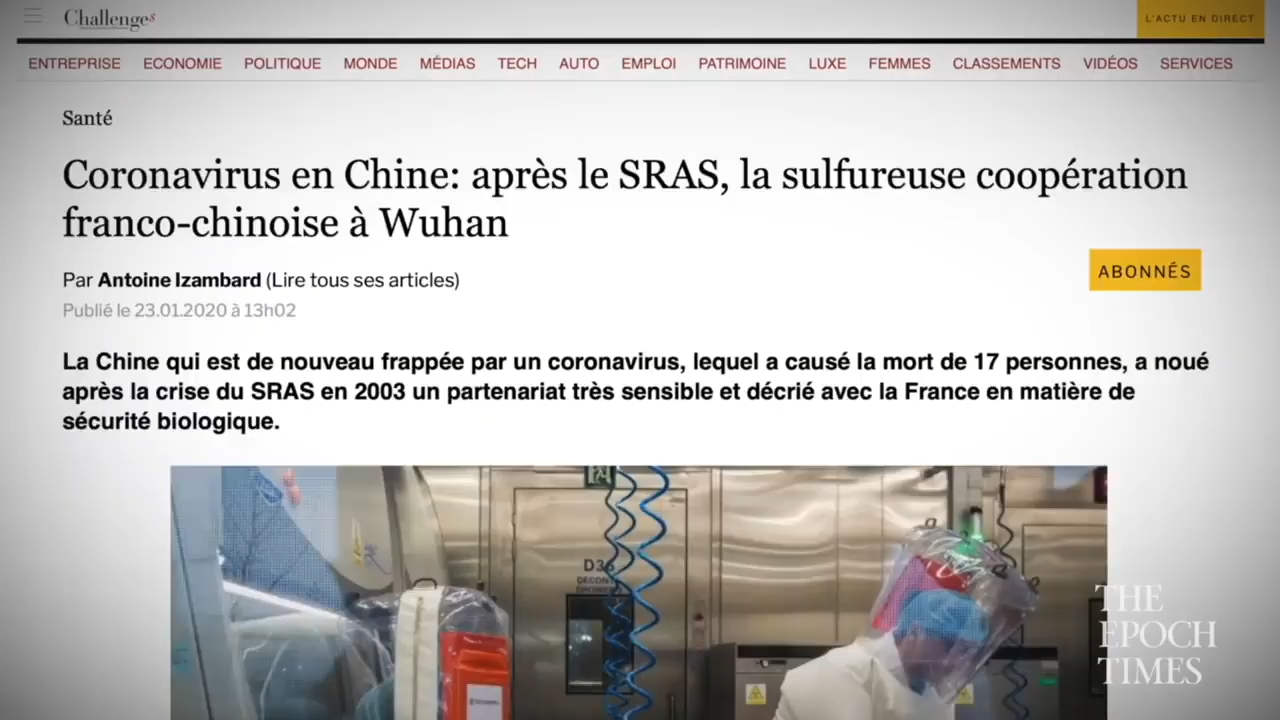 Challenges
L'ACTU EN DIRECT
ENTREPRISE ECONOMIE POLITIQUE MONDE MÉDIAS TECH AUTO EMPLOI PATRIMOINE LUXE FEMMES CLASSEMENTS VIDÉOS SERVICES
Santé
Coronavirus en Chine: après le SRAS, la sulfureuse coopération
franco-chinoise à Wuhan
Par Antoine Izambard (Lire tous ses articles)
ABONNÉS
Publié le 23.01.2020 à 13h02
La Chine qui est de nouveau frappée par un coronavirus, lequel a causé la mort de 17 personnes, a noué
après la crise du SRAS en 2003 un partenariat très sensible et décrié avec la France en matière de
sécurité biologique.
THE
EPOCH
TIMES